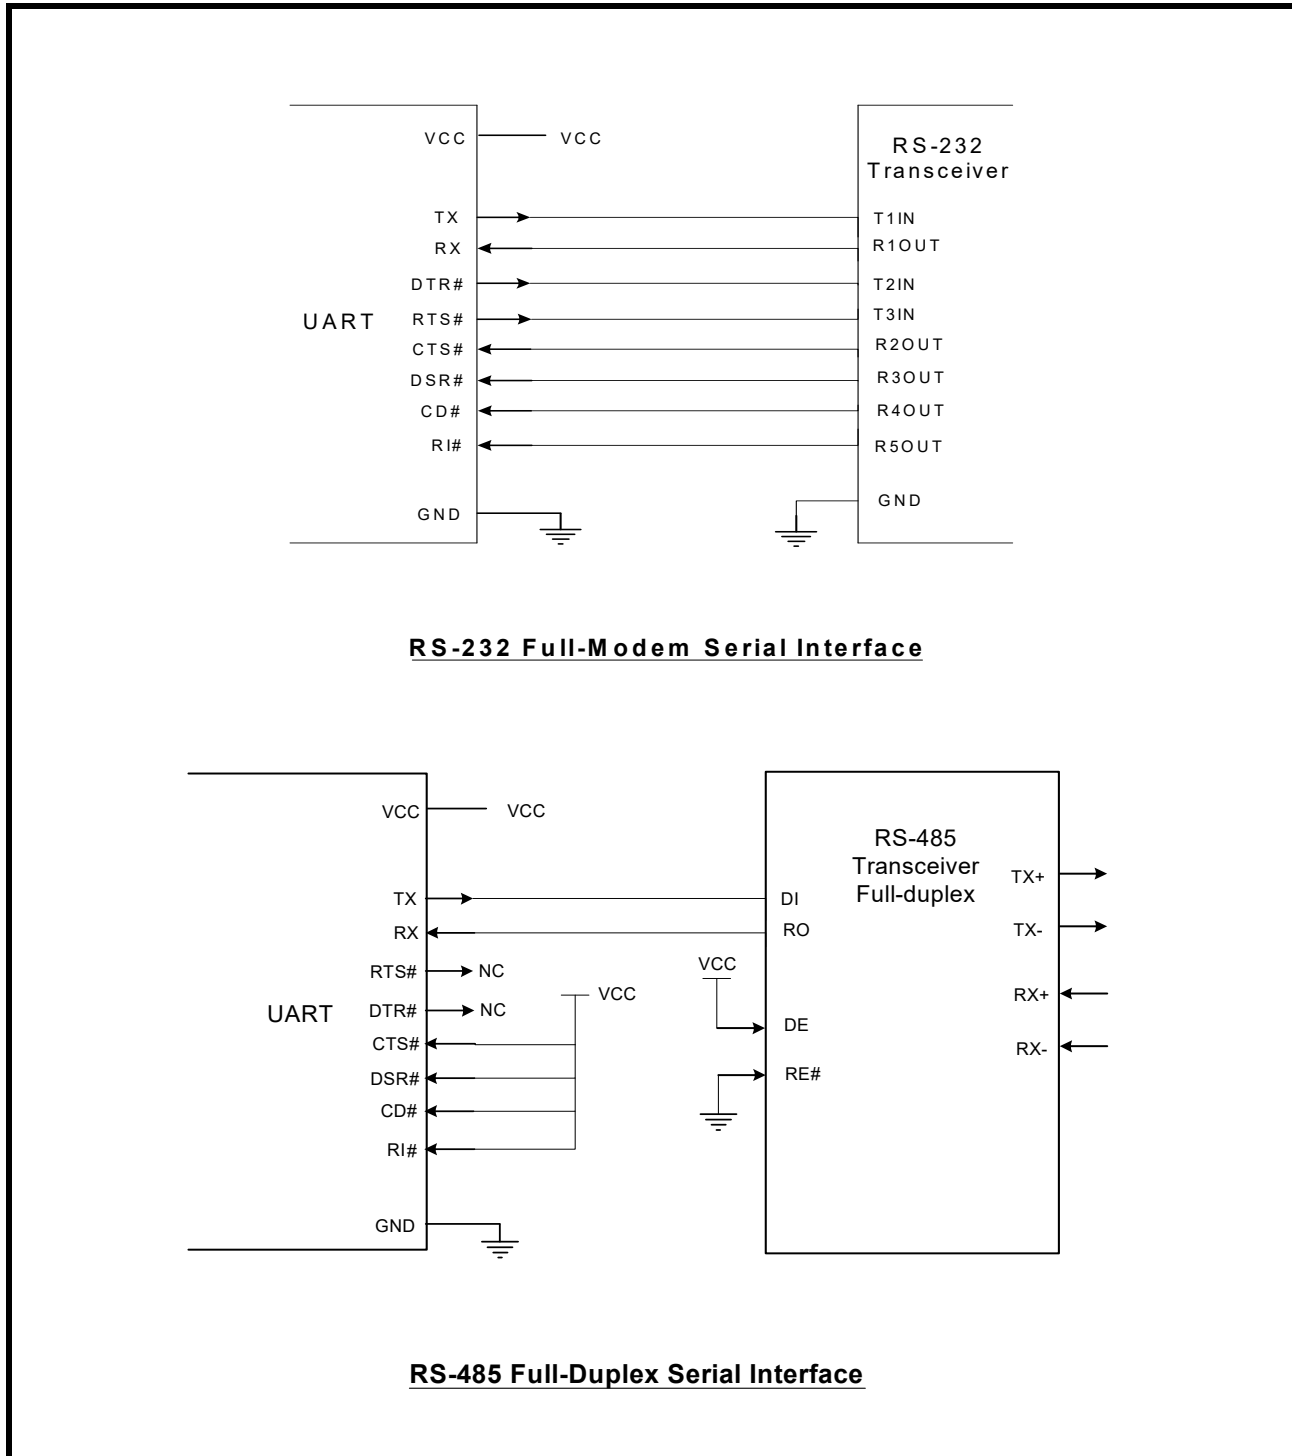 VCC
VCC
TX
RX
DTR#
UART
RTS#
CTS#
DSR#
CD#
RI#
GND
RS-232
Transceiver
T1IN
R1OUT
T2IN
T3IN
R2OUT
R3OUT
R4OUT
R5OUT
GND
RS-232 Full-Modem Serial Interface
VCC
VCC
TX
RX
RTS#
NC
UART
DTR#
NC
CTS#
DSR#
CD#
RI#
GND
VCC
VCC
RS-485
Transceiver
Full-duplex
DI
RO
DE
RE#
TX+
TX-
RX+
RX-
RS-485 Full-Duplex Serial Interface